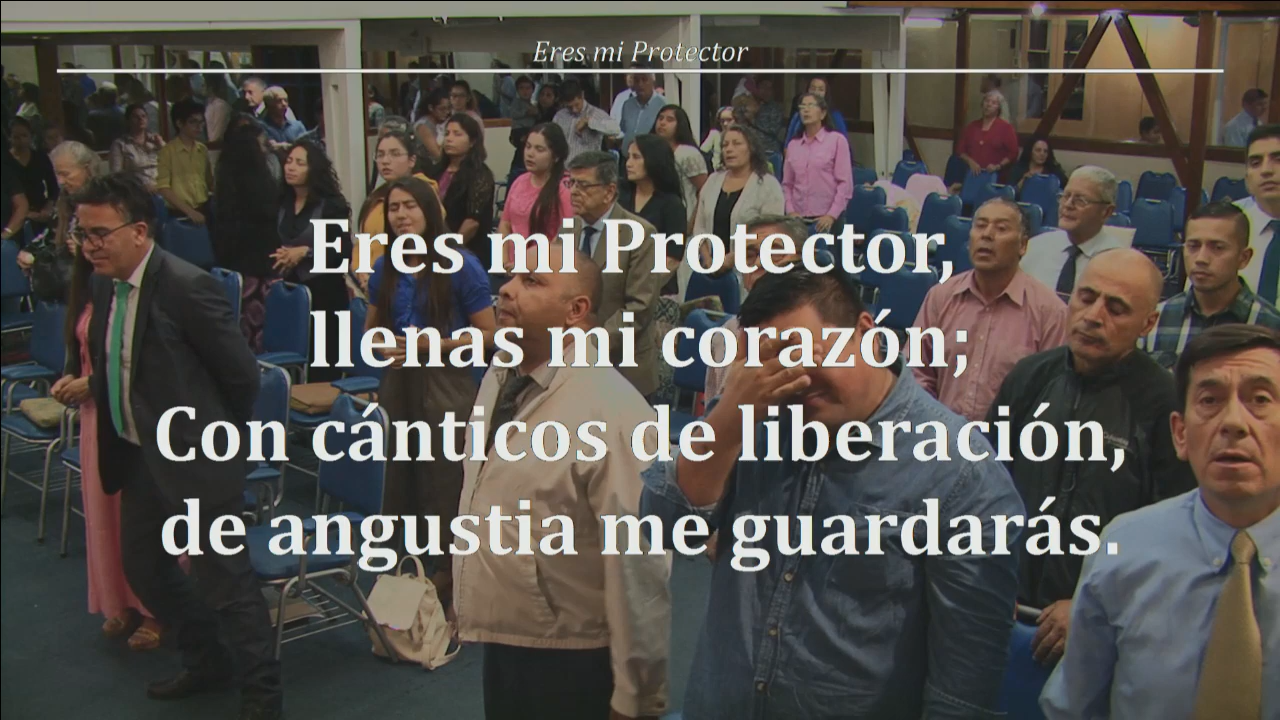 Eres mi Protector
Eres mi Protector,
llenas mi corazón;
Con cánticos de liberación,
de angustia me guardarás.